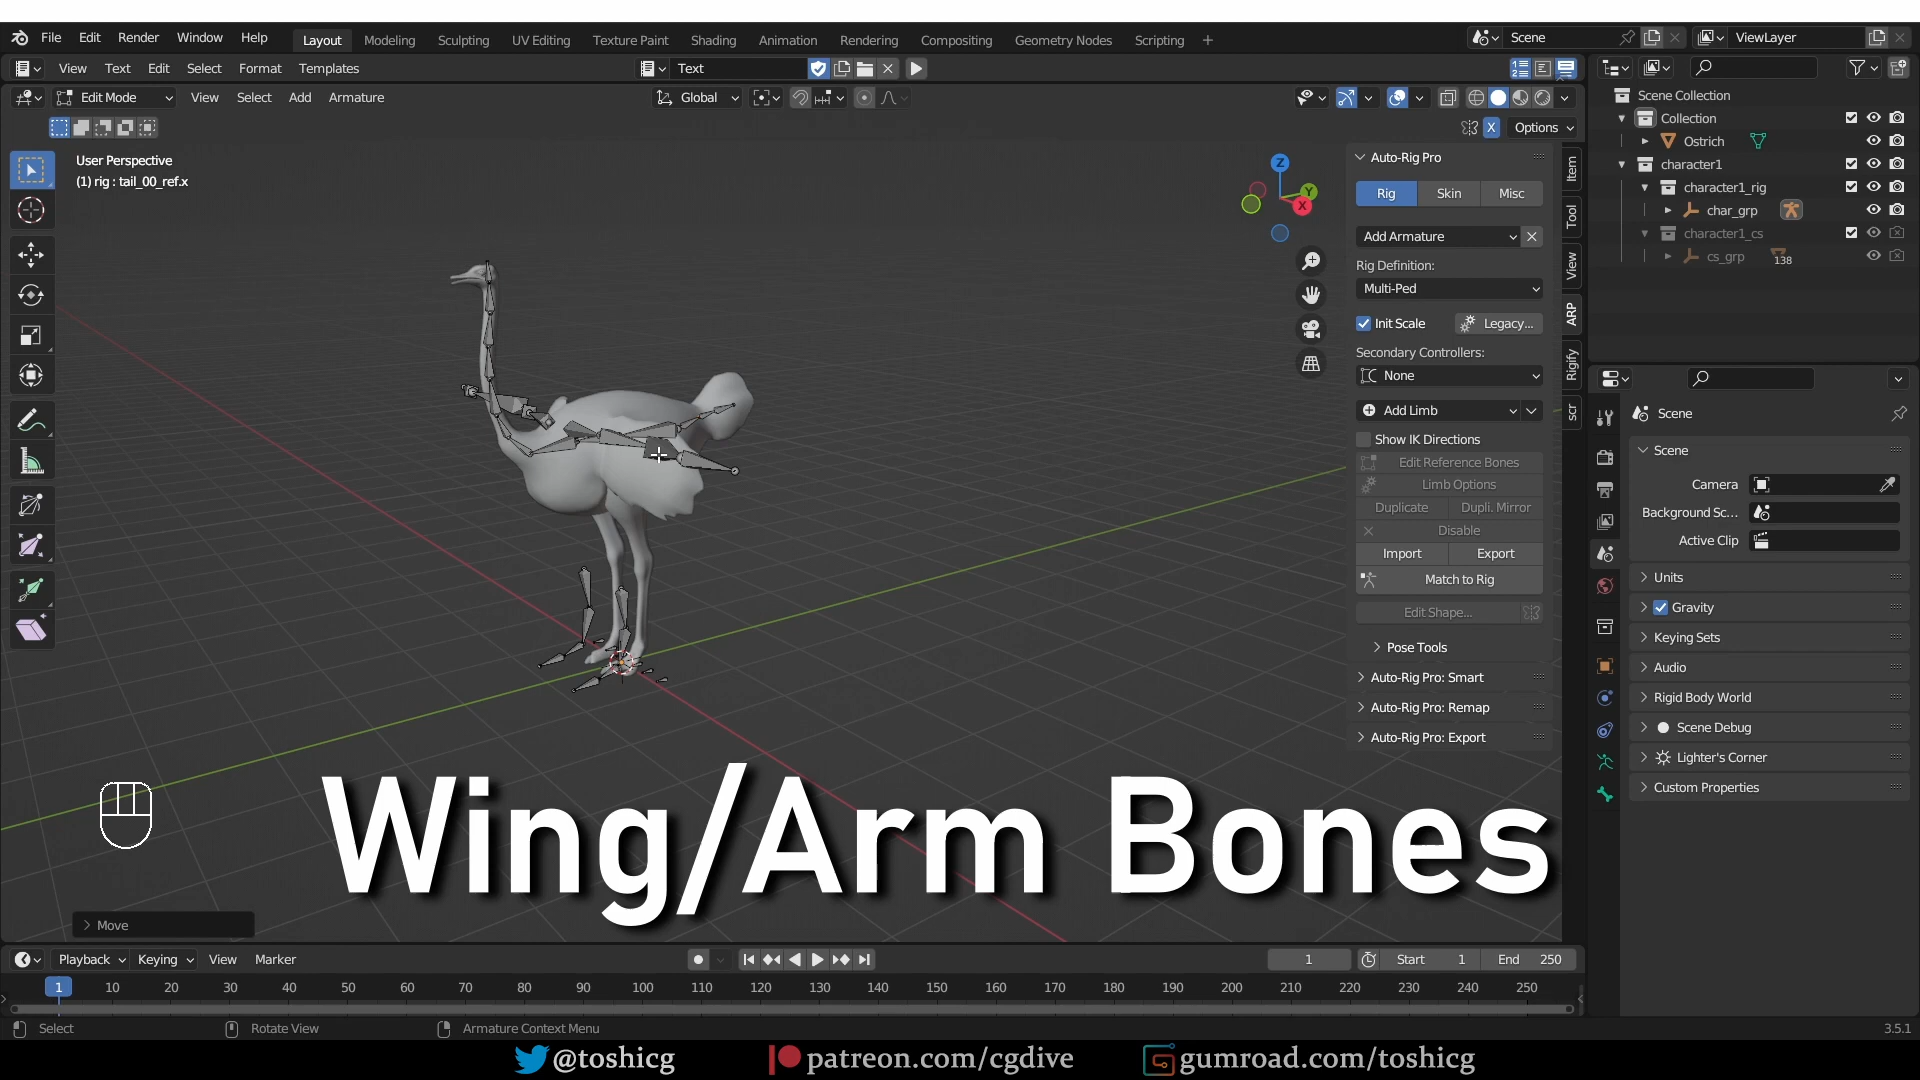 File Edit Render Window Help Layout Modeling Sculpting UV Editing Texture Paint Shading Animation Rendering Compositing Geometry Nodes Scripting + Scene ViewLayer
View Text Edit Select Format Templates Text
Edit Mode View Select Add Armature Global
X Options
User Perspective
(1) rig : tail_00_ref.x
Z
Y
X
Auto-Rig Pro
Rig Skin Misc
Add Armature
Rig Definition:
Multi-Ped
Init Scale Legacy...
Secondary Controllers:
None
Add Limb
Show IK Directions
Edit Reference Bones
Limb Options
Duplicate Dupli. Mirror
Disable
Import Export
Match to Rig
Edit Shape...
Pose Tools
Auto-Rig Pro: Smart
Auto-Rig Pro: Remap
Auto-Rig Pro: Export
Item
Tool
View
ARP
Rigify
scr
Scene Collection
Collection
Ostrich
character1
character1_rig
char_grp
character1_cs
cs_grp 138
Scene
Scene
Camera
Background Sc...
Active Clip
Units
Gravity
Keying Sets
Audio
Rigid Body World
Scene Debug
Lighter's Corner
Custom Properties
Wing/Arm Bones
Move
Playback Keying View Marker 1 Start 1 End 250
1 10 20 30 40 50 60 70 80 90 100 110 120 130 140 150 160 170 180 190 200 210 220 230 240 250
Select Rotate View Armature Context Menu 3.5.1
@toshicg patreon.com/cgdive gumroad.com/toshicg